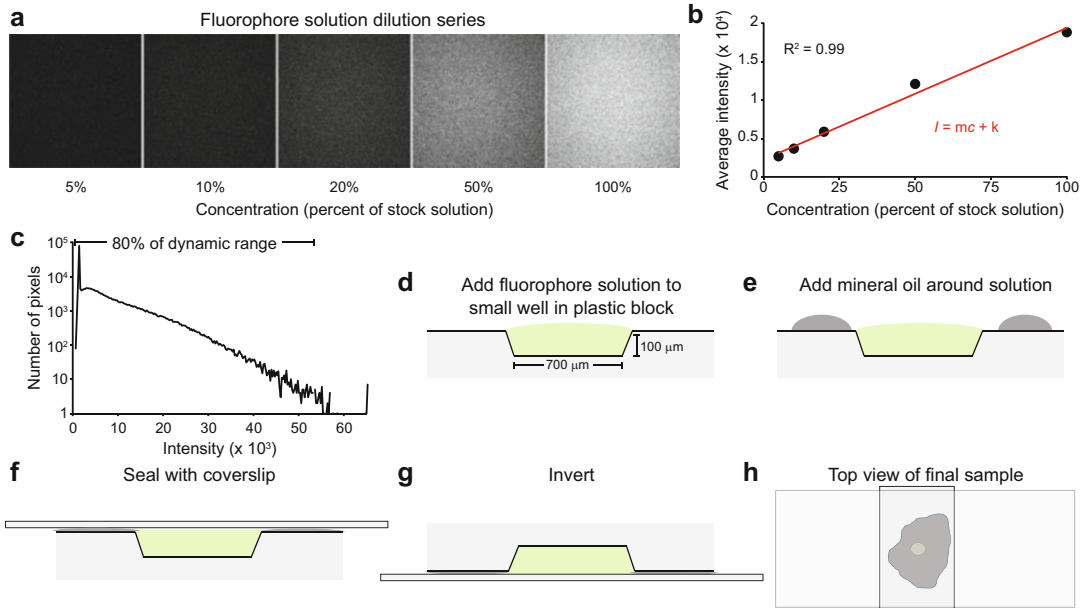 a
Fluorophore solution dilution series
5% 10% 20% 50% 100%
Concentration (percent of stock solution)
b
Average intensity (x 10⁴)
2
1.5
1
0.5
0
R² = 0.99
I = mc + k
0 25 50 75 100
Concentration (percent of stock solution)
c
Number of pixels
10⁵
10⁴
10³
10²
10
1
80% of dynamic range
0 10 20 30 40 50 60
Intensity (x 10³)
d
Add fluorophore solution to
small well in plastic block
100 µm
700 µm
e
Add mineral oil around solution
f
Seal with coverslip
g
Invert
h
Top view of final sample